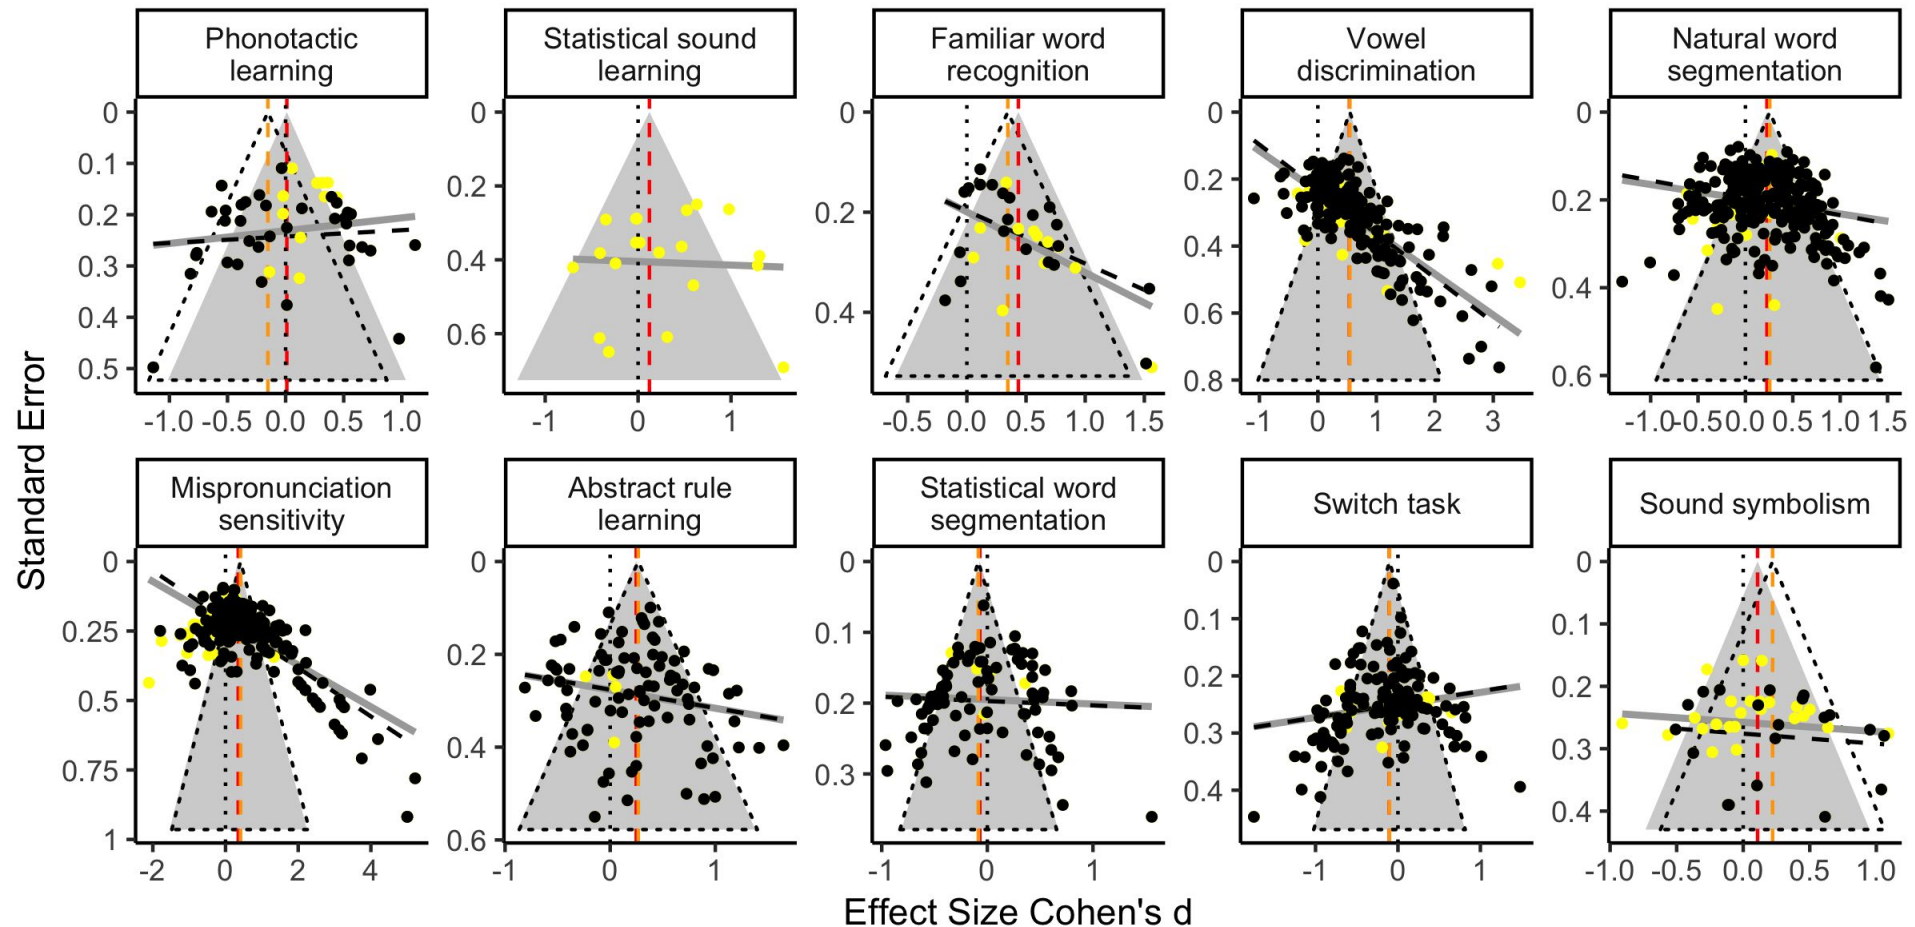 Phonotactic
learning
Statistical sound
learning
Familiar word
recognition
Vowel
discrimination
Natural word
segmentation
0
0.1
0.2
0.3
0.4
0.5
-1.0 -0.5 0.0 0.5 1.0
0
0.2
0.4
0.6
-1 0 1
0
0.2
0.4
-0.5 0.0 0.5 1.0 1.5
0
0.2
0.4
0.6
0.8
-1 0 1 2 3
0
0.2
0.4
0.6
-1.0 -0.5 0.0 0.5 1.0 1.5
Standard Error
Mispronunciation
sensitivity
Abstract rule
learning
Statistical word
segmentation
Switch task
Sound symbolism
0
0.25
0.5
0.75
1
-2 0 2 4
0
0.2
0.4
0.6
-1 0 1
0
0.1
0.2
0.3
-1 0 1
0
0.1
0.2
0.3
0.4
-1 0 1
0
0.1
0.2
0.3
0.4
-1.0 -0.5 0.0 0.5 1.0
Effect Size Cohen's d